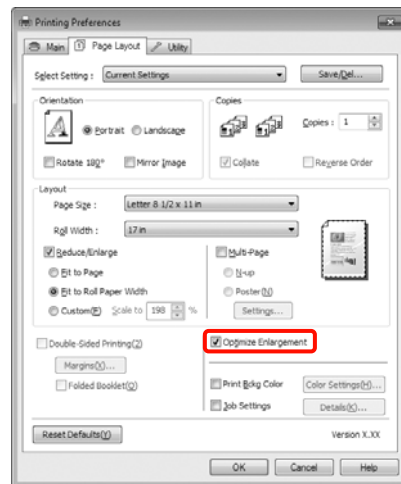 Printing Preferences
Main Page Layout Utility
Select Setting : Current Settings Save/Del...
Orientation
Portrait Landscape
Rotate 180° Mirror Image
Copies
Copies : 1
Collate Reverse Order
Layout
Page Size : Letter 8 1/2 x 11 in
Roll Width : 17 in
Reduce/Enlarge
Fit to Page
Fit to Roll Paper Width
Custom(F) Scale to 198 %
Multi-Page
N-up
Poster(N)
Settings...
Double-Sided Printing(2)
Margins(X)...
Folded Booklet(Q)
Optimize Enlargement
Print Bckg Color Color Settings(H)...
Job Settings Details(K)...
Reset Defaults(Y) Version X.XX
OK Cancel Help